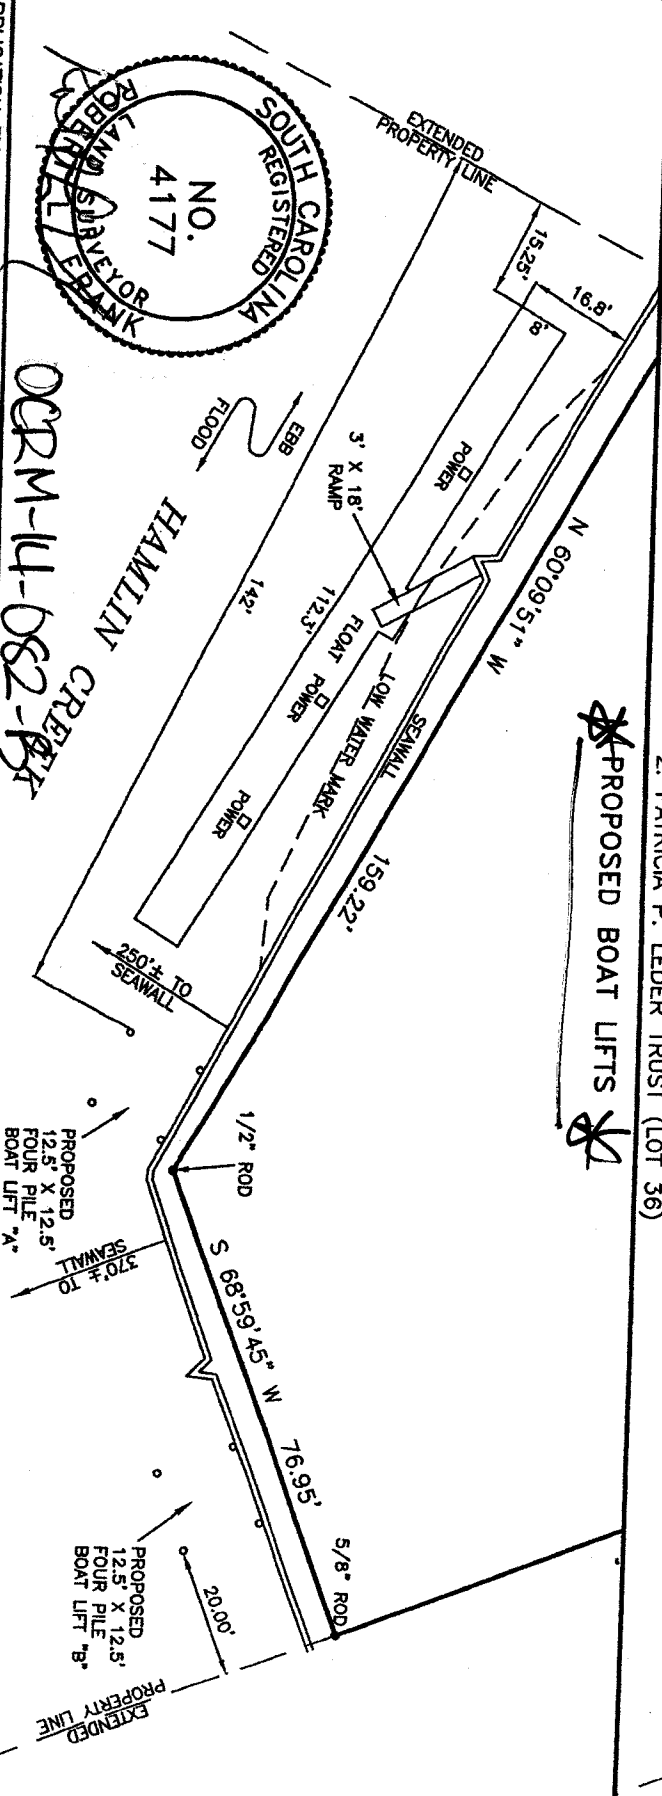 2. PATRICIA P. LEDER TRUST (LOT 36)
PROPOSED BOAT LIFTS
EXTENDED
PROPERTY LINE
15.25'
16.8'
8'
POWER
3' X 18'
RAMP
N 60°09'51" W
159.22'
SEAWALL
LOW WATER MARK
FLOAT
POWER
POWER
112.3'
142'
EBB
FLOOD
HAMLIN CREEK
250'± TO
SEAWALL
1/2" ROD
PROPOSED
12.5' X 12.5'
FOUR PILE
BOAT LIFT "A"
370'± TO
SEAWALL
S 68°59'45" W
76.95'
5/8" ROD
PROPOSED
12.5' X 12.5'
FOUR PILE
BOAT LIFT "B"
20.00'
EXTENDED
PROPERTY LINE
SOUTH CAROLINA
REGISTERED
NO.
4177
LAND SURVEYOR
FRANK
OCRM-14-082-B